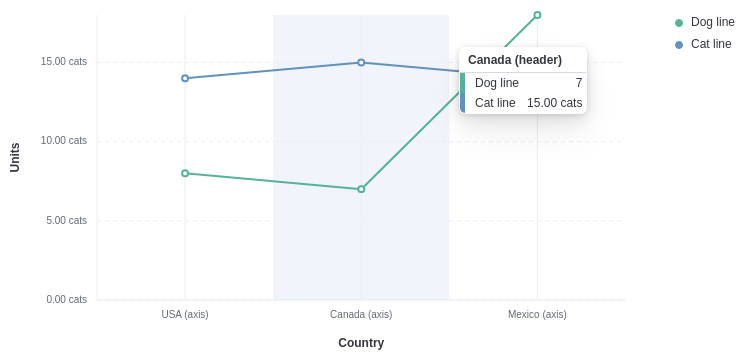 Dog line
Cat line
15.00 cats
10.00 cats
5.00 cats
0.00 cats
Units
Canada (header)
Dog line 7
Cat line 15.00 cats
USA (axis)
Canada (axis)
Mexico (axis)
Country